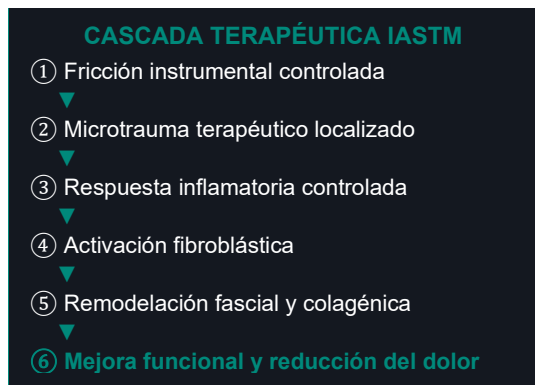 CASCADA TERAPÉUTICA IASTM
① Fricción instrumental controlada
▼
② Microtrauma terapéutico localizado
▼
③ Respuesta inflamatoria controlada
▼
④ Activación fibroblástica
▼
⑤ Remodelación fascial y colagénica
▼
⑥ Mejora funcional y reducción del dolor